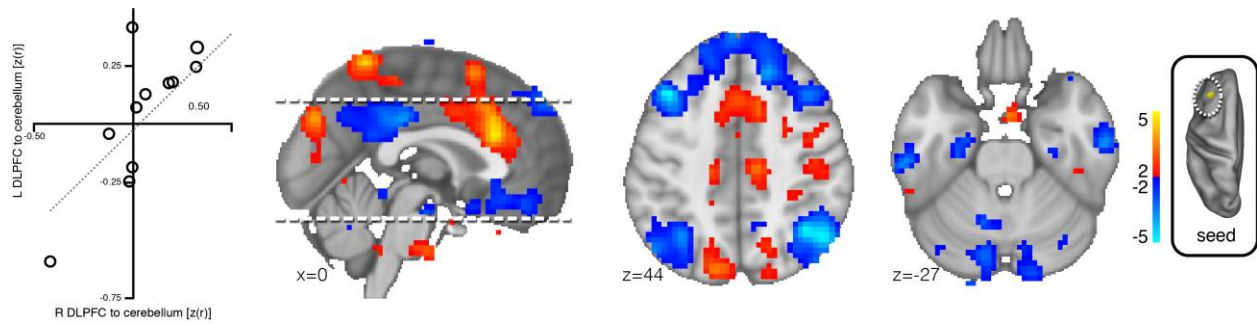 L DLPFC to cerebellum [z(r)]
0.25
0.50
-0.50
-0.25
-0.75
R DLPFC to cerebellum [z(r)]
x=0
z=44
z=-27
5
2
-2
-5
seed